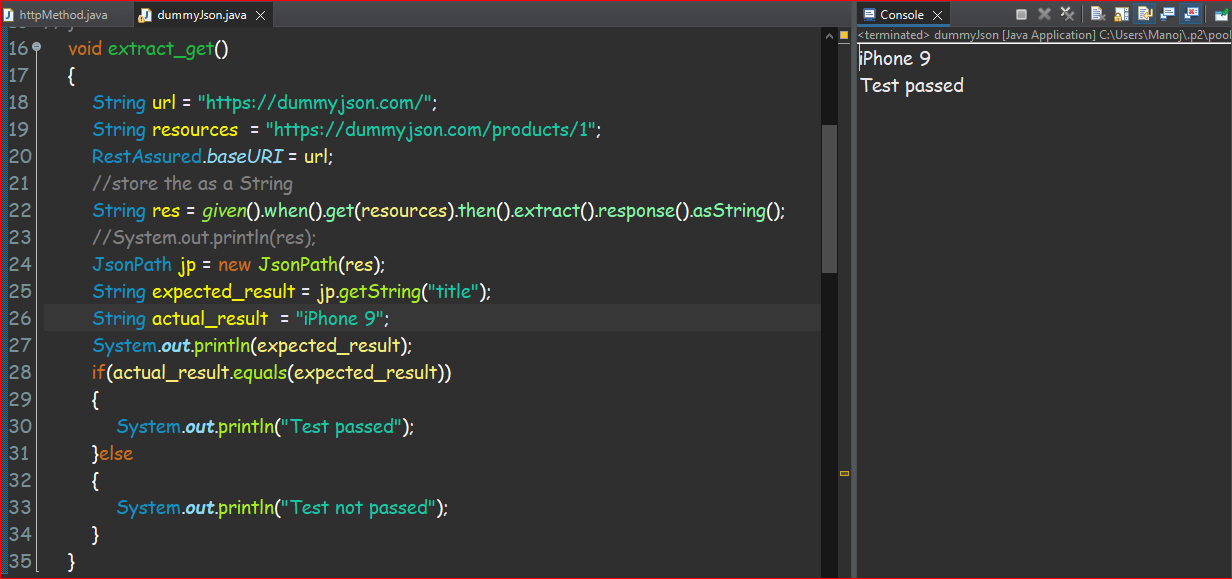 httpMethod.java
dummyJson.java
16 void extract_get()
17 {
18 String url = "https://dummyjson.com/";
19 String resources  = "https://dummyjson.com/products/1";
20 RestAssured.baseURI = url;
21 //store the as a String
22 String res = given().when().get(resources).then().extract().response().asString();
23 //System.out.println(res);
24 JsonPath jp = new JsonPath(res);
25 String expected_result = jp.getString("title");
26 String actual_result  = "iPhone 9";
27 System.out.println(expected_result);
28 if(actual_result.equals(expected_result))
29 {
30 System.out.println("Test passed");
31 }else
32 {
33 System.out.println("Test not passed");
34 }
35 }
Console
<terminated> dummyJson [Java Application] C:\Users\Manoj\.p2\pool
iPhone 9
Test passed